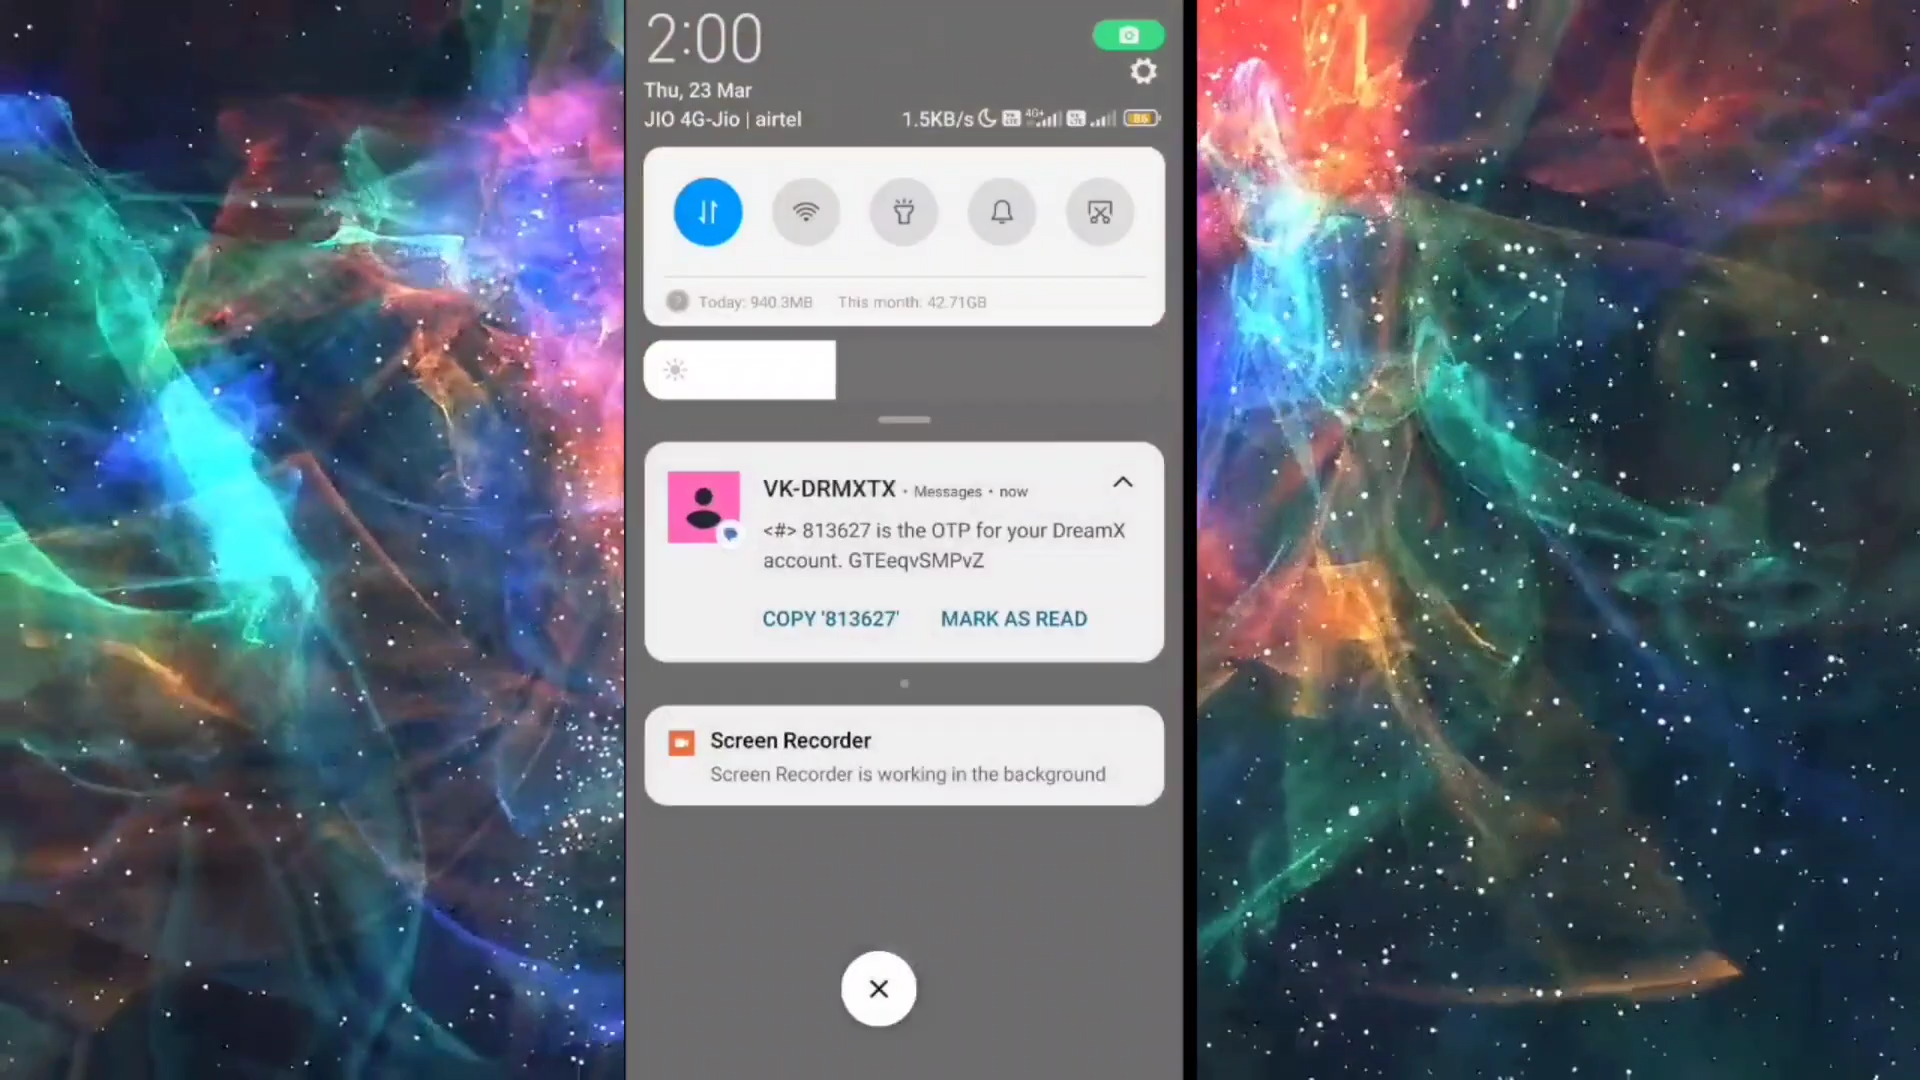 2:00
Thu, 23 Mar
JIO 4G-Jio | airtel 1.5KB/s 4G+ 86
Today: 940.3MB This month: 42.71GB
VK-DRMXTX • Messages • now
<#> 813627 is the OTP for your DreamX
account. GTEeqvSMPvZ
COPY '813627' MARK AS READ
Screen Recorder
Screen Recorder is working in the background